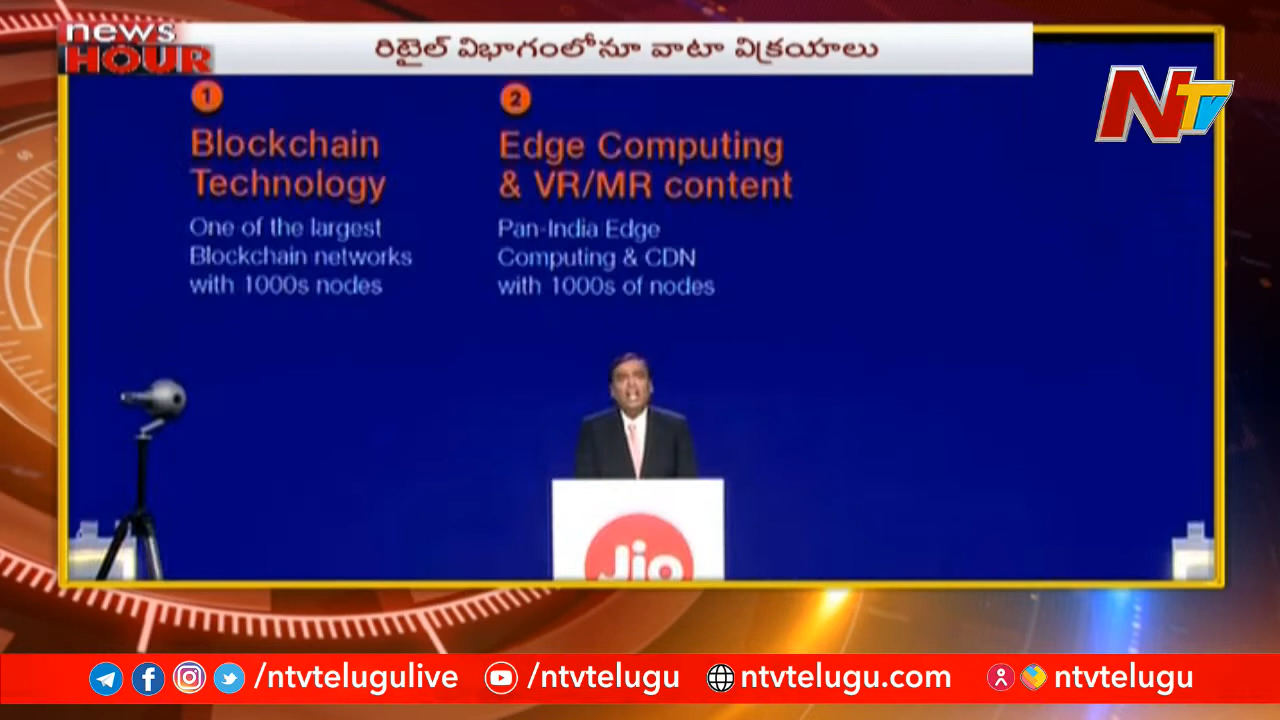 news
HOUR
రిటైల్ విభాగంలోనూ వాటా విక్రయాలు
NTV
1
Blockchain
Technology
One of the largest
Blockchain networks
with 1000s nodes
2
Edge Computing
& VR/MR content
Pan-India Edge
Computing & CDN
with 1000s of nodes
Jio
/ntvtelugulive
/ntvtelugu
ntvtelugu.com
ntvtelugu